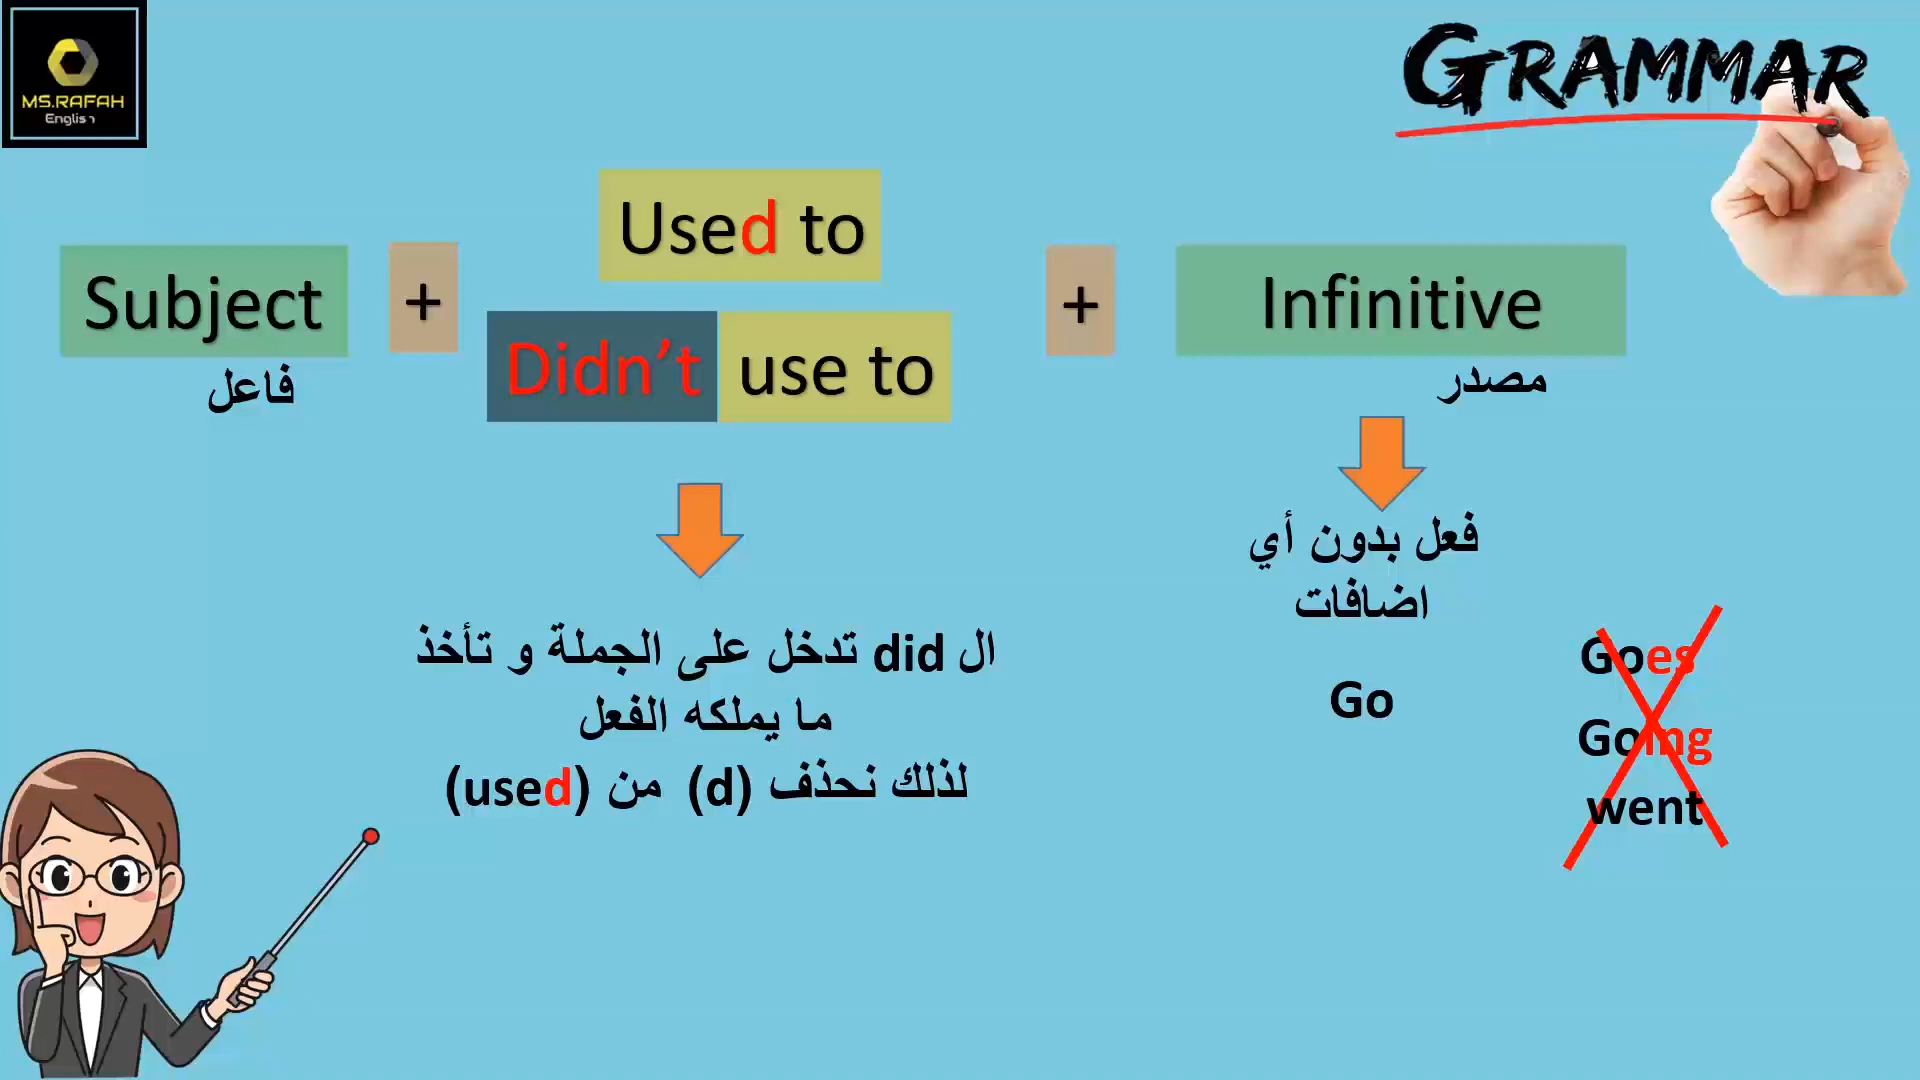 MS.RAFAH
English
GRAMMAR
Used to
Subject + + Infinitive
Didn't use to
فاعل
مصدر
فعل بدون أي
اضافات
ال did تدخل على الجملة و تأخذ
ما يملكه الفعل
لذلك نحذف (d) من (used)
Go
Goes
Going
went